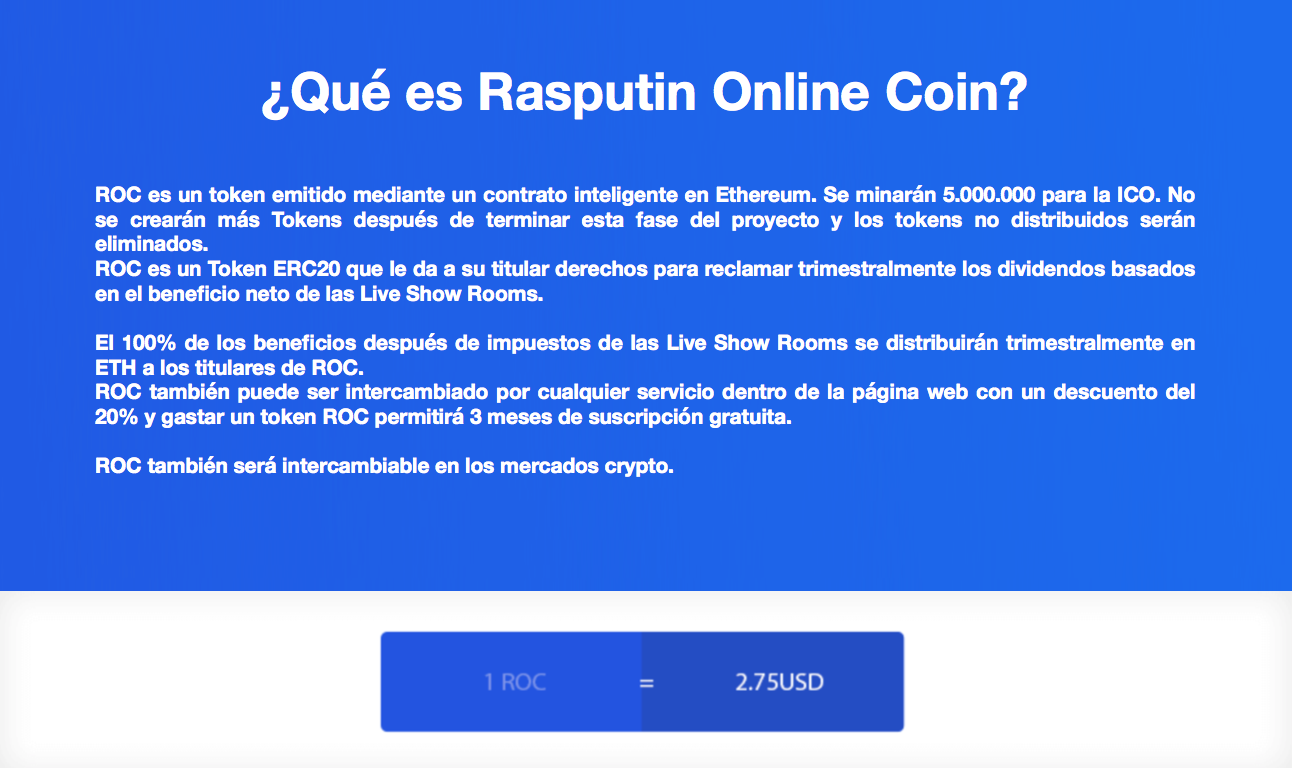 ¿Qué es Rasputin Online Coin?
ROC es un token emitido mediante un contrato inteligente en Ethereum. Se minarán 5.000.000 para la ICO. No
se crearán más Tokens después de terminar esta fase del proyecto y los tokens no distribuidos serán
eliminados.
ROC es un Token ERC20 que le da a su titular derechos para reclamar trimestralmente los dividendos basados
en el beneficio neto de las Live Show Rooms.
El 100% de los beneficios después de impuestos de las Live Show Rooms se distribuirán trimestralmente en
ETH a los titulares de ROC.
ROC también puede ser intercambiado por cualquier servicio dentro de la página web con un descuento del
20% y gastar un token ROC permitirá 3 meses de suscripción gratuita.
ROC también será intercambiable en los mercados crypto.
1 ROC = 2.75USD